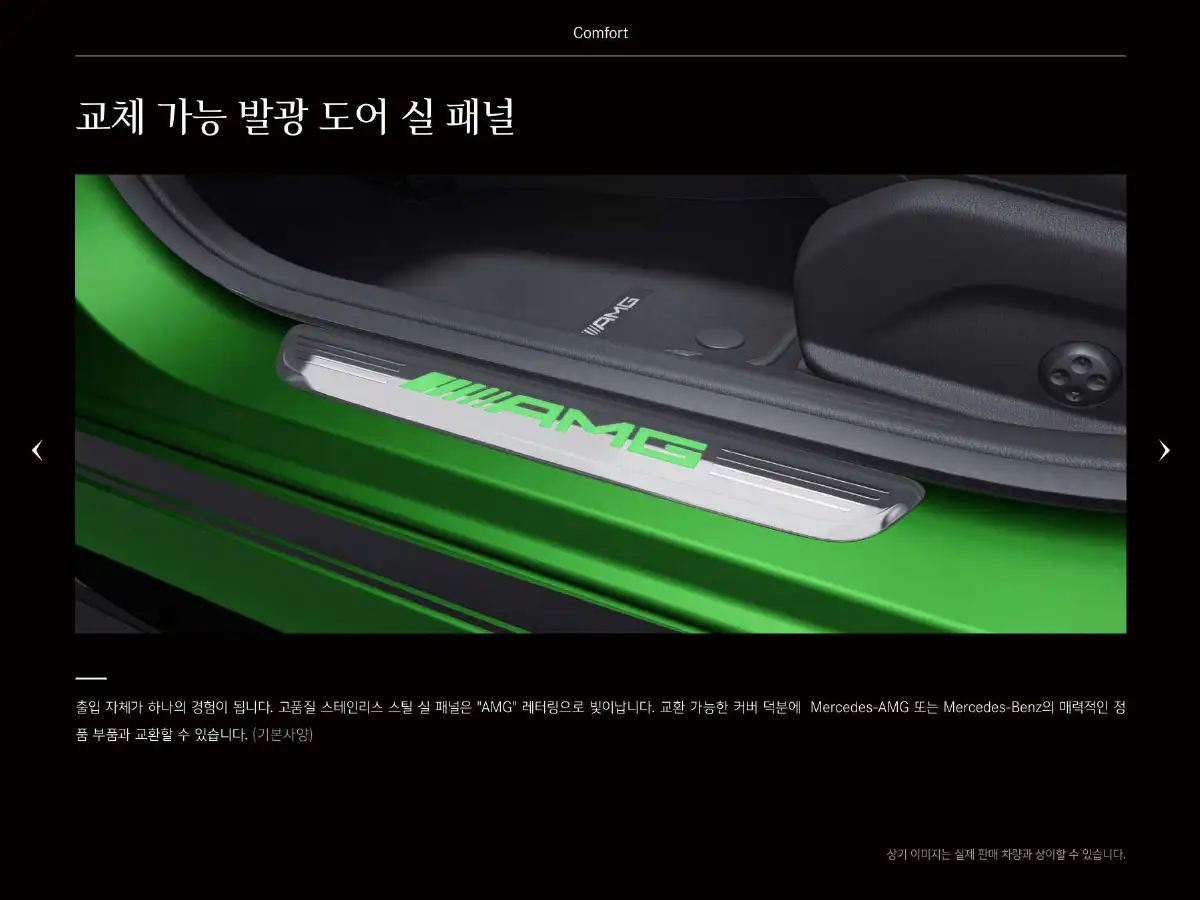 Comfort
교체 가능 발광 도어 실 패널
AMG
AMG
출입 자체가 하나의 경험이 됩니다. 고품질 스테인리스 스틸 실 패널은 "AMG" 레터링으로 빛이납니다. 교환 가능한 커버 덕분에 Mercedes-AMG 또는 Mercedes-Benz의 매력적인 정
품 부품과 교환할 수 있습니다. (기본사양)
상기 이미지는 실제 판매 차량과 상이할 수 있습니다.